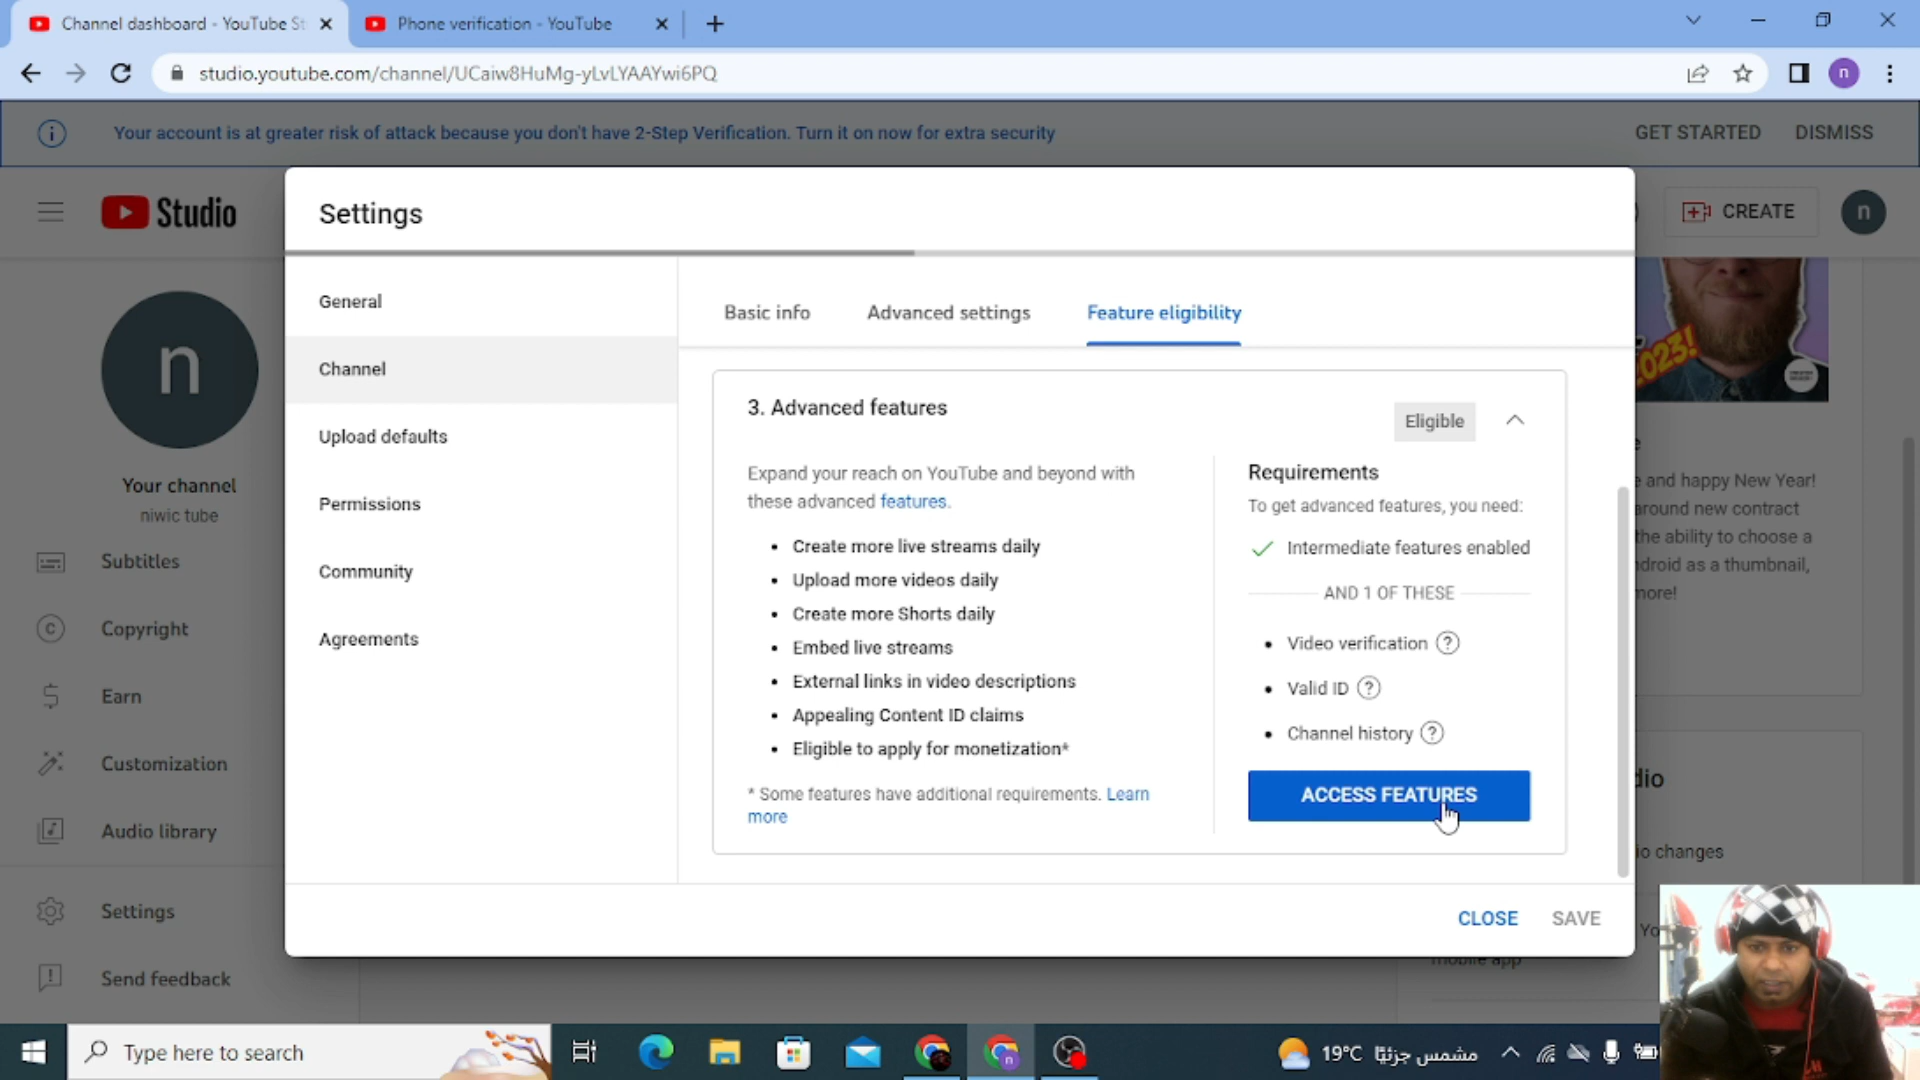 Channel dashboard - YouTube St
Phone verification - YouTube
studio.youtube.com/channel/UCaiw8HuMg-yLvLYAAYwi6PQ
n
Your account is at greater risk of attack because you don't have 2-Step Verification. Turn it on now for extra security
GET STARTED
DISMISS
Studio
CREATE
n
Settings
General
Channel
Upload defaults
Permissions
Community
Agreements
Basic info
Advanced settings
Feature eligibility
3. Advanced features
Eligible
Expand your reach on YouTube and beyond with
these advanced features.
• Create more live streams daily
• Upload more videos daily
• Create more Shorts daily
• Embed live streams
• External links in video descriptions
• Appealing Content ID claims
• Eligible to apply for monetization*
* Some features have additional requirements. Learn
more
Requirements
To get advanced features, you need:
Intermediate features enabled
AND 1 OF THESE
• Video verification
• Valid ID
• Channel history
ACCESS FEATURES
CLOSE
SAVE
n
Your channel
niwic tube
Subtitles
Copyright
Earn
Customization
Audio library
Settings
Send feedback
2023!
e
e and happy New Year!
around new contract
the ability to choose a
ndroid as a thumbnail,
more!
dio
io changes
Yo
mobile app
Type here to search
19°C مشمس جزئيًا